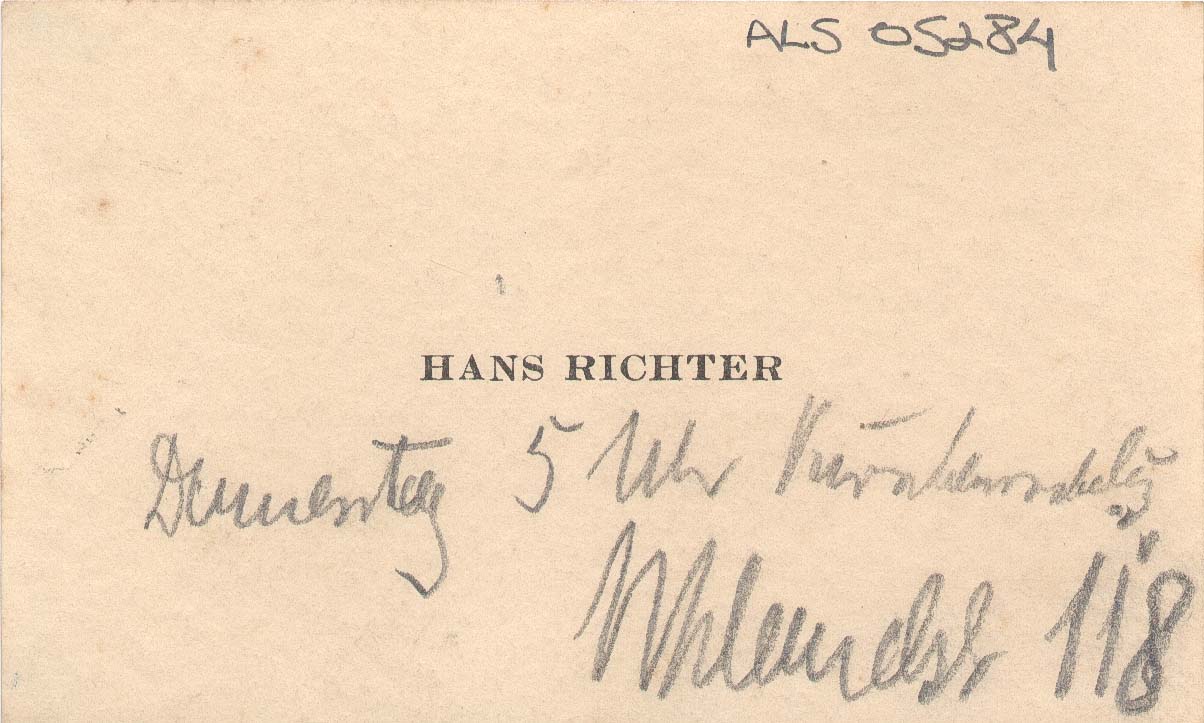 ALS 05284
HANS RICHTER
Donnerstag 5 Uhr
Uhlandstr 118